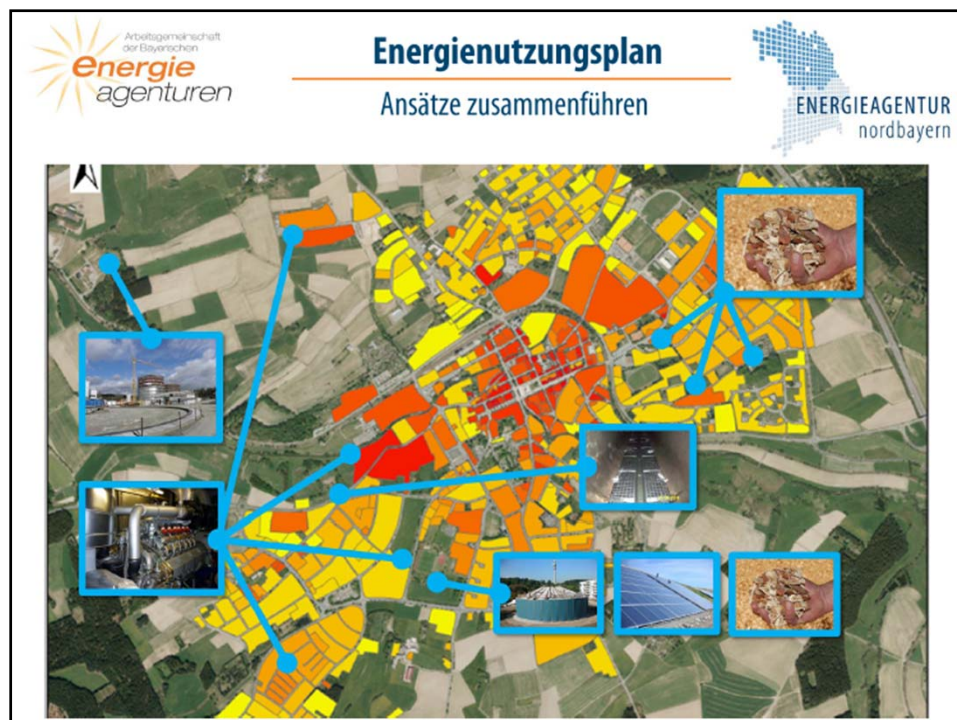 Arbeitsgemeinschaft
der Bayerischen
energie
agenturen
Energienutzungsplan
Ansätze zusammenführen
ENERGIEAGENTUR
nordbayern